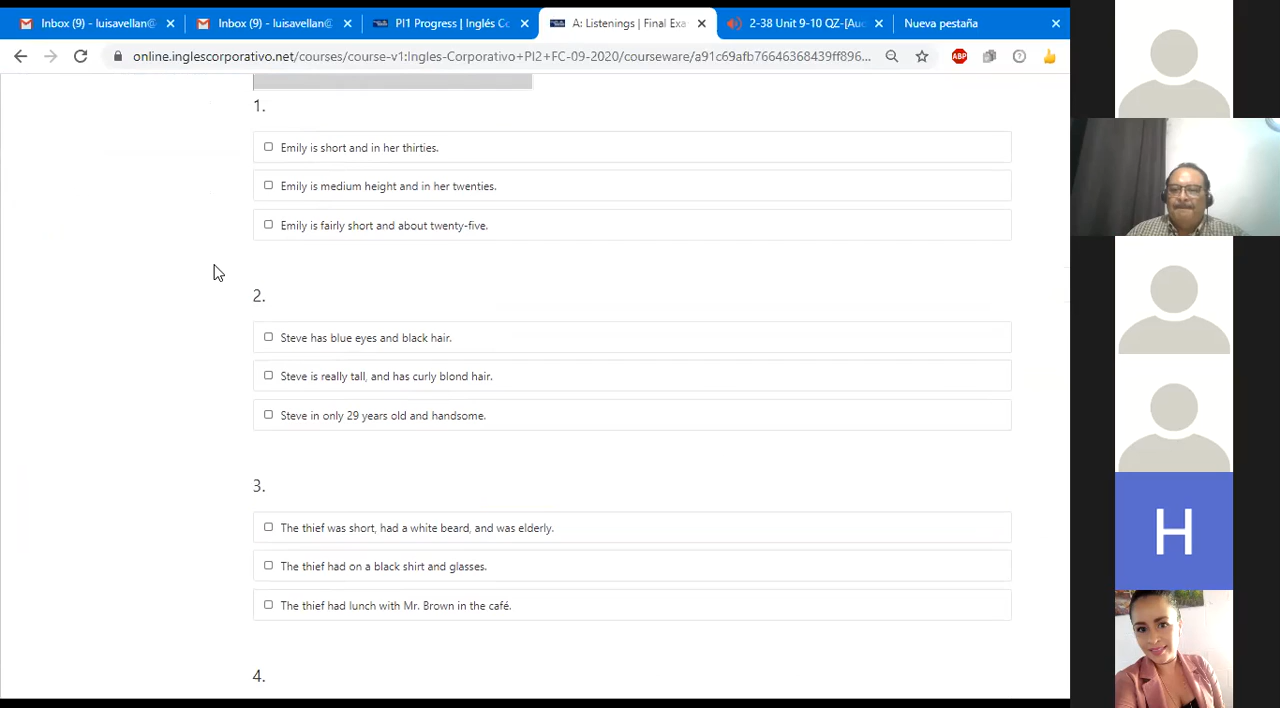 Inbox (9) - luisavellan@
Inbox (9) - luisavellan@
PI1 Progress | Inglés Co
A: Listenings | Final Exa
2-38 Unit 9-10 QZ-[Au
Nueva pestaña
online.inglescorporativo.net/courses/course-v1:Ingles-Corporativo+PI2+FC-09-2020/courseware/a91c69afb76646368439ff896...
ABP
1.
Emily is short and in her thirties.
Emily is medium height and in her twenties.
Emily is fairly short and about twenty-five.
2.
Steve has blue eyes and black hair.
Steve is really tall, and has curly blond hair.
Steve in only 29 years old and handsome.
3.
The thief was short, had a white beard, and was elderly.
The thief had on a black shirt and glasses.
The thief had lunch with Mr. Brown in the café.
4.
H